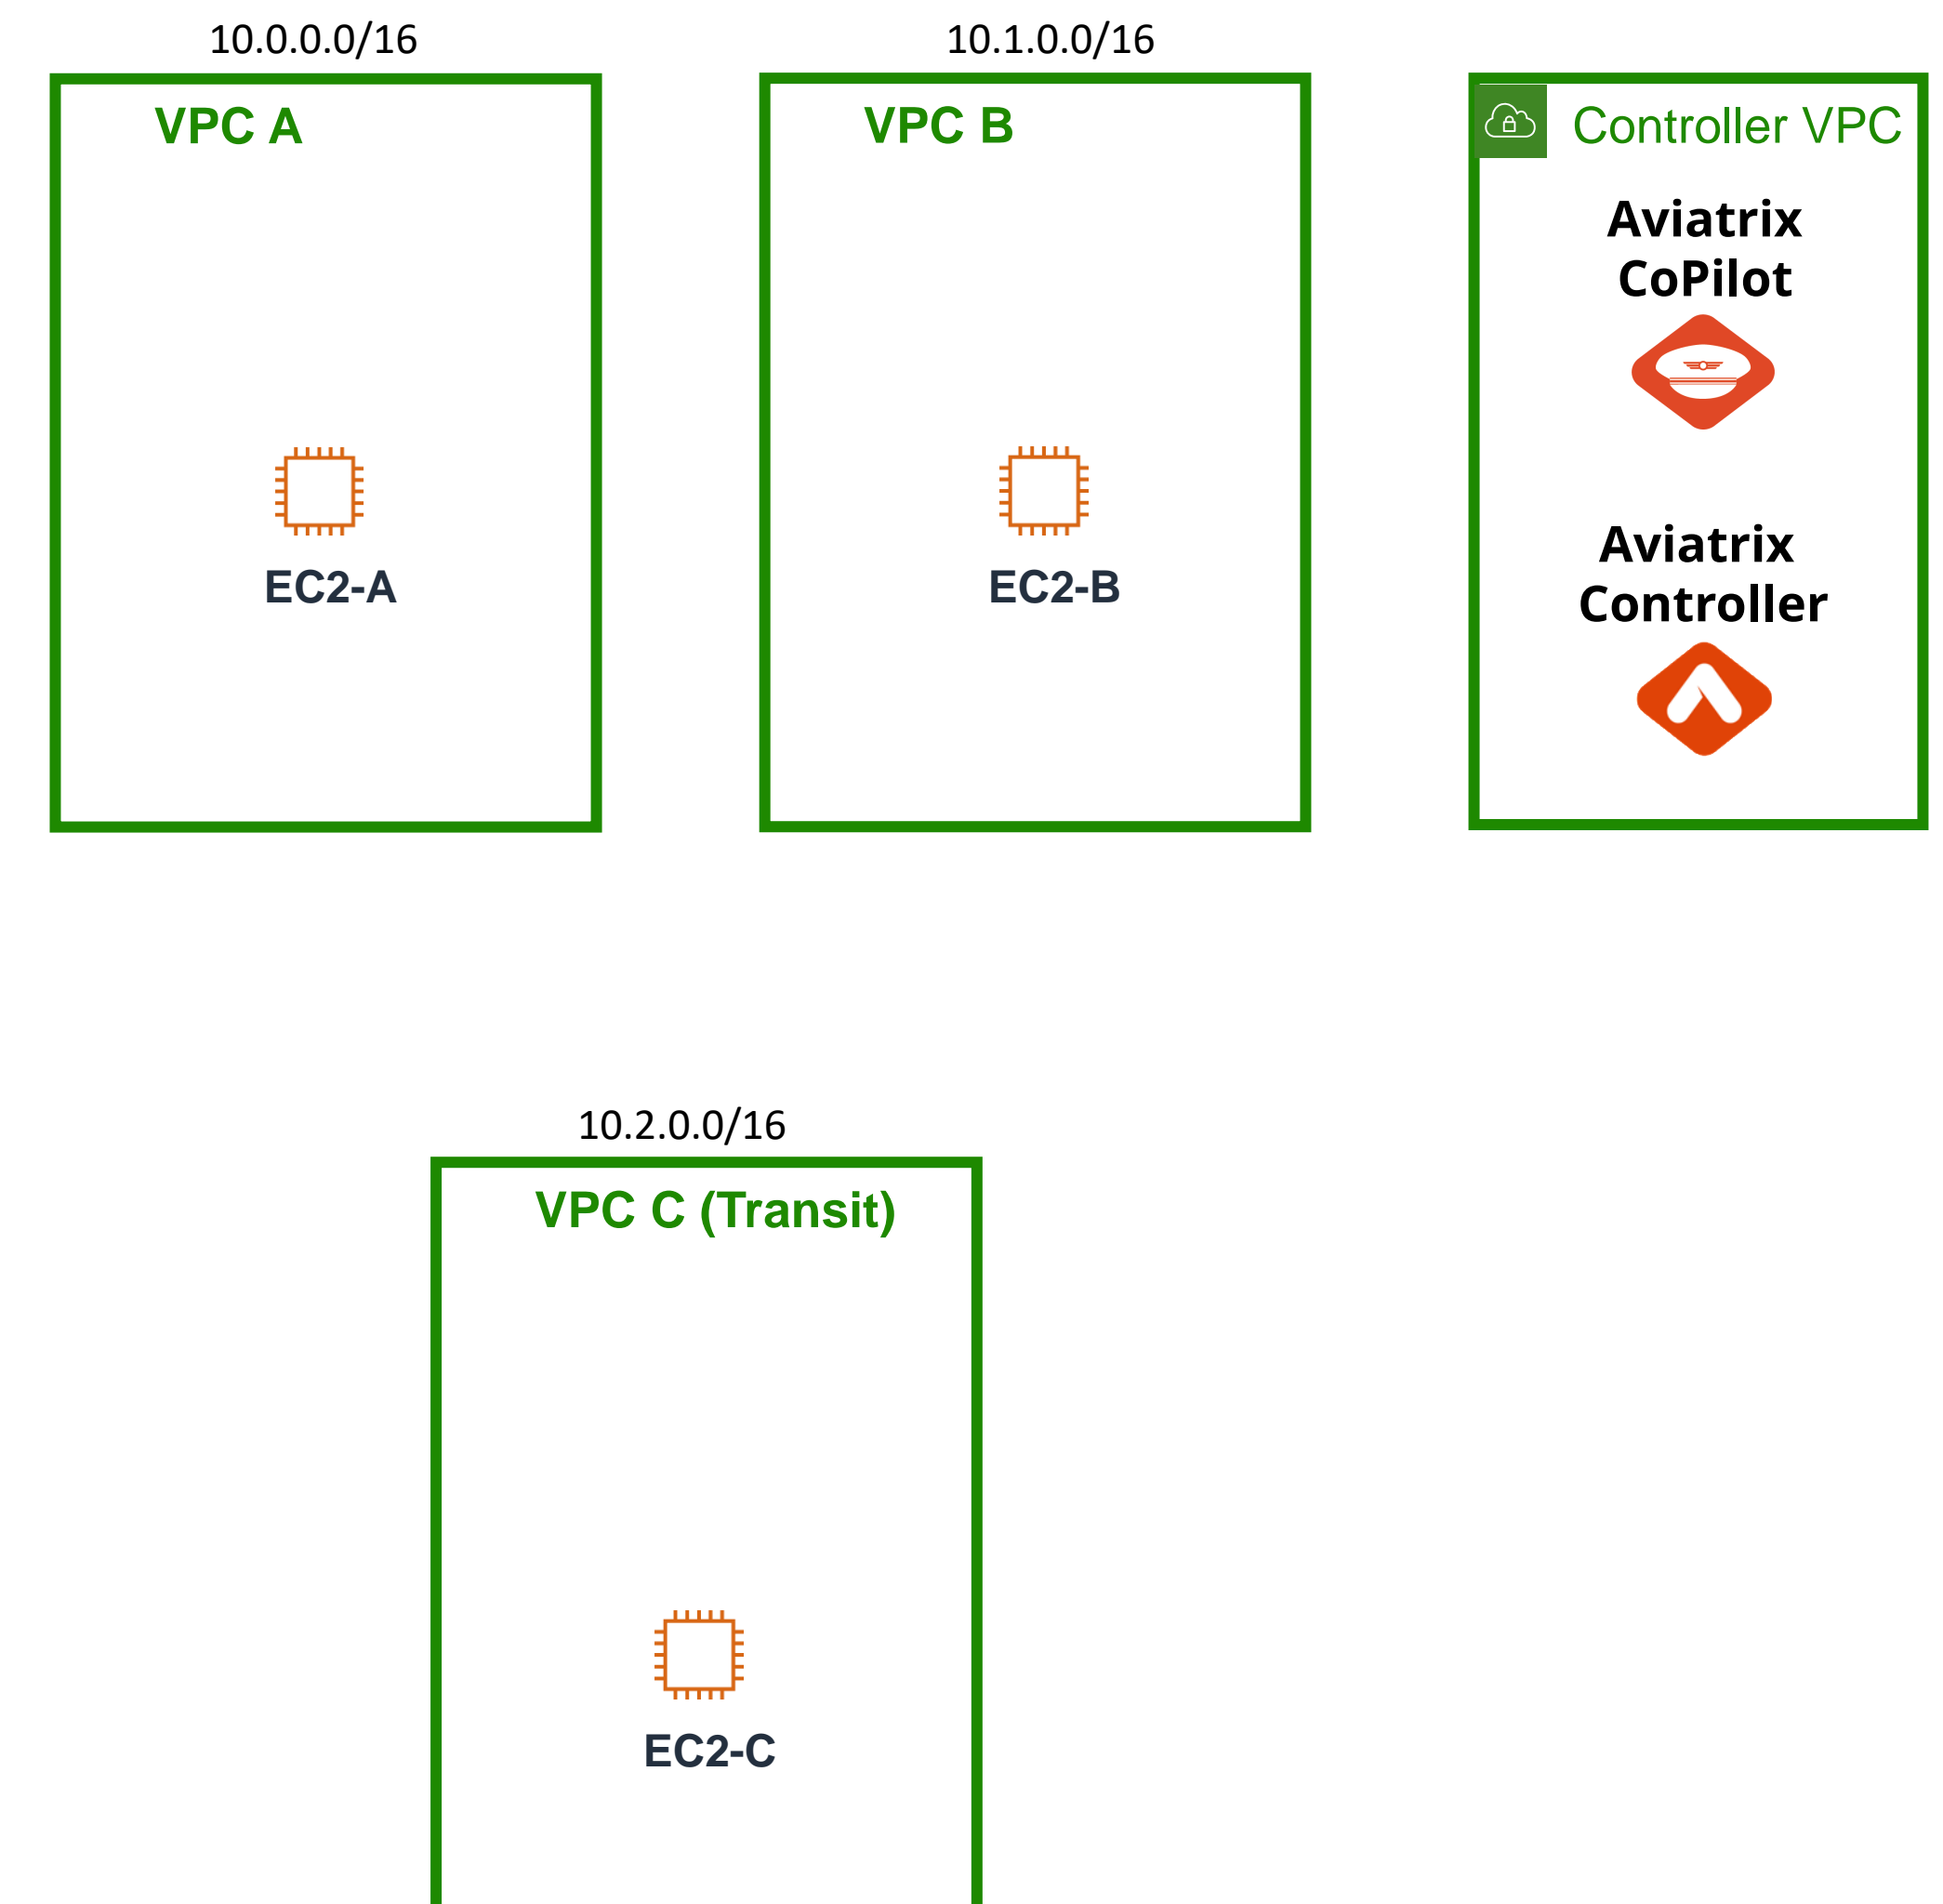 10.0.0.0/16
VPC A
EC2-A
10.1.0.0/16
VPC B
EC2-B
Controller VPC
Aviatrix
CoPilot
Aviatrix
Controller
10.2.0.0/16
VPC C (Transit)
EC2-C